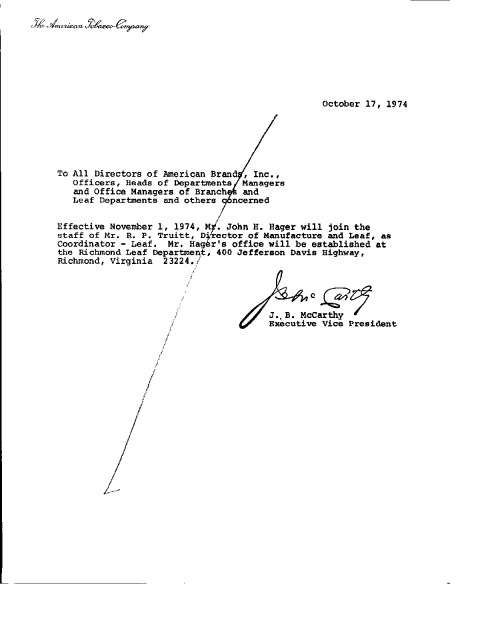 The American Tobacco Company
October 17, 1974
To All Directors of American Brands, Inc.,
Officers, Heads of Departments, Managers
and Office Managers of Branches and
Leaf Departments and others concerned
Effective November 1, 1974, Mr. John H. Hager will join the
staff of Mr. R. P. Truitt, Director of Manufacture and Leaf, as
Coordinator - Leaf. Mr. Hager's office will be established at
the Richmond Leaf Department, 400 Jefferson Davis Highway,
Richmond, Virginia 23224.
J B McCarthy
J. B. McCarthy
Executive Vice President